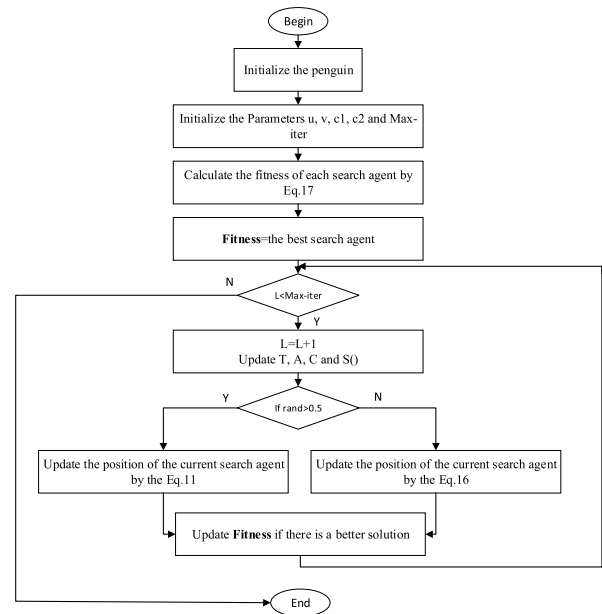 Begin
Initialize the penguin
Initialize the Parameters u, v, c1, c2 and Max-
iter
Calculate the fitness of each search agent by
Eq.17
Fitness=the best search agent
N
L<Max-iter
Y
L=L+1
Update T, A, C and S()
If rand>0.5
Y
N
Update the position of the current search agent
by the Eq.11
Update the position of the current search agent
by the Eq.16
Update Fitness if there is a better solution
End